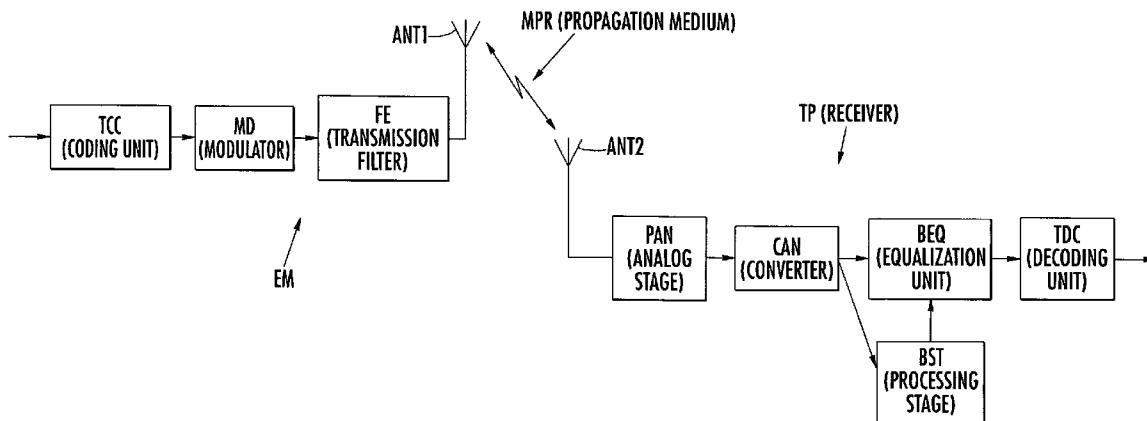 ANT1
MPR (PROPAGATION MEDIUM)
TCC
(CODING UNIT)
MD
(MODULATOR)
FE
(TRANSMISSION
FILTER)
TP (RECEIVER)
ANT2
EM
PAN
(ANALOG
STAGE)
CAN
(CONVERTER)
BEQ
(EQUALIZATION
UNIT)
TDC
(DECODING
UNIT)
BST
(PROCESSING
STAGE)